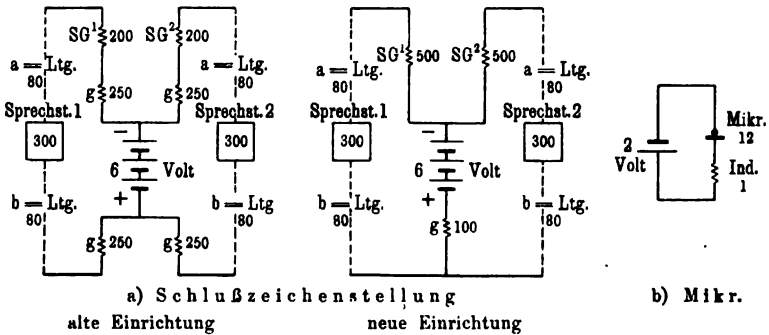 SG¹ 200 SG² 200
a = Ltg. 80 a = Ltg. 80
g 250 g 250
Sprechst.1 Sprechst.2
300 300
−
6 Volt
+
b = Ltg. 80 b = Ltg 80
g 250 g 250
SG¹ 500 SG² 500
a = Ltg. 80 a = Ltg. 80
Sprechst.1 Sprechst.2
300 300
−
6 Volt
+
b = Ltg. 80 b = Ltg. 80
g 100
2 Volt
Mikr. 12
Ind. 1
a) Schlußzeichenstellung
b) Mikr.
alte Einrichtung
neue Einrichtung